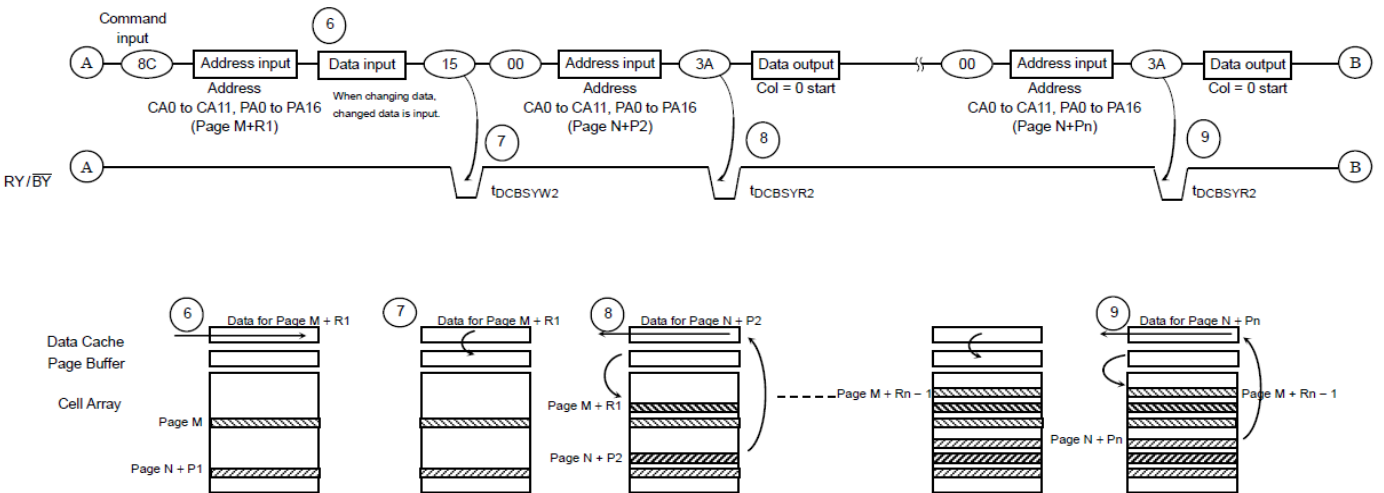 Command
input
6
A
8C
Address input
Data input
15
00
Address input
3A
Data output
00
Address input
3A
Data output
B
Address
CA0 to CA11, PA0 to PA16
(Page M+R1)
When changing data,
changed data is input.
Address
CA0 to CA11, PA0 to PA16
(Page N+P2)
Col = 0 start
Address
CA0 to CA11, PA0 to PA16
(Page N+Pn)
Col = 0 start
7
8
9
RY/BY
A
tDCBSYW2
tDCBSYR2
tDCBSYR2
B
6
Data for Page M + R1
7
Data for Page M + R1
8
Data for Page N + P2
9
Data for Page N + Pn
Data Cache
Page Buffer
Cell Array
Page M
Page N + P1
Page M + R1
Page N + P2
Page M + Rn – 1
Page N + Pn
Page M + Rn – 1